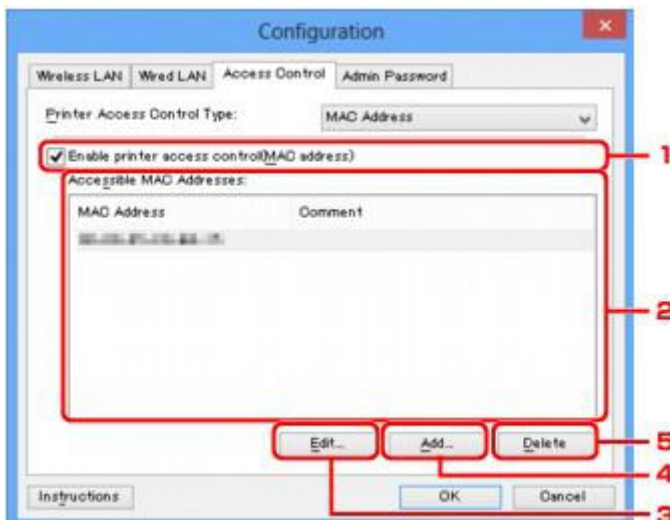 Configuration
Wireless LAN Wired LAN Access Control Admin Password
Printer Access Control Type: MAC Address
Enable printer access control(MAC address) 1
Accessible MAC Addresses:
MAC Address Comment
2
Edit... Add... Delete 5
4
Instructions OK Cancel
3